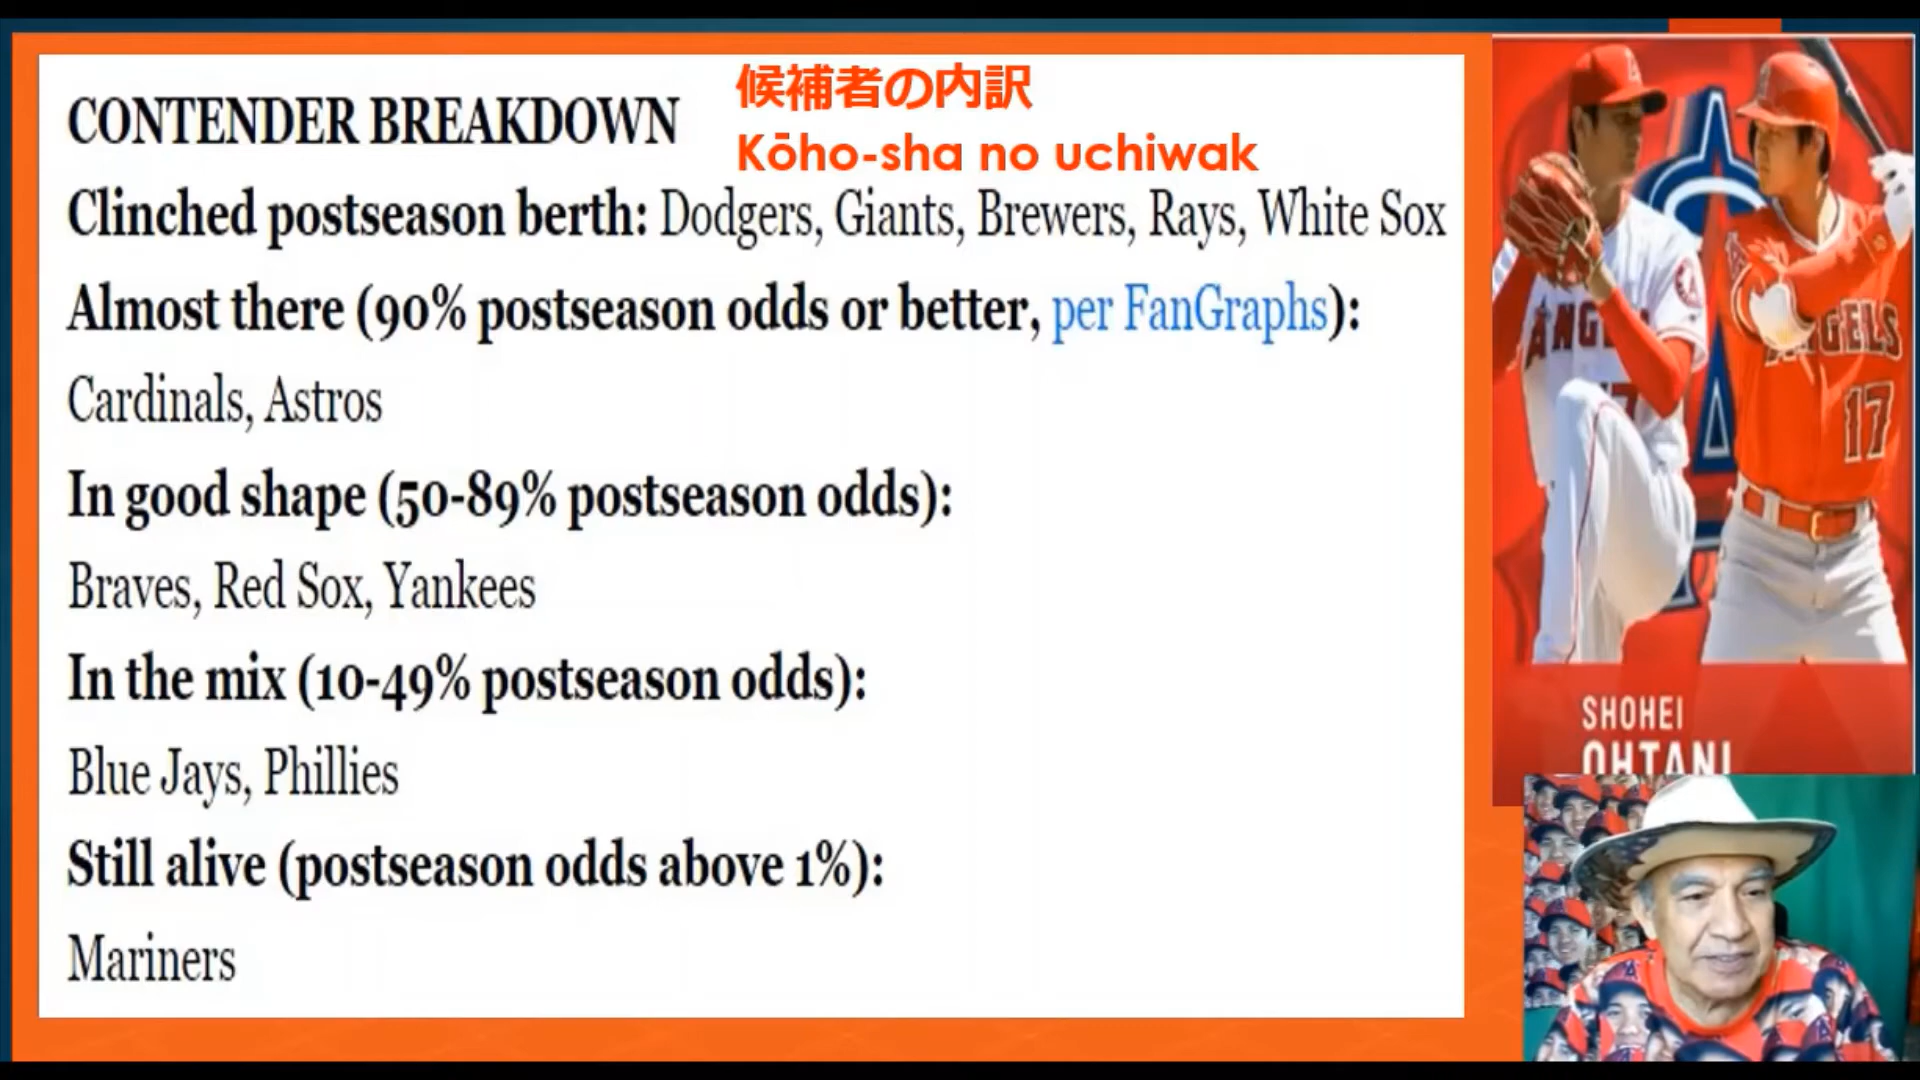 CONTENDER BREAKDOWN
候補者の内訳
Kōho-sha no uchiwak
Clinched postseason berth: Dodgers, Giants, Brewers, Rays, White Sox
Almost there (90% postseason odds or better, per FanGraphs):
Cardinals, Astros
In good shape (50-89% postseason odds):
Braves, Red Sox, Yankees
In the mix (10-49% postseason odds):
Blue Jays, Phillies
Still alive (postseason odds above 1%):
Mariners
ANGELS
17
SHOHEI
OHTANI